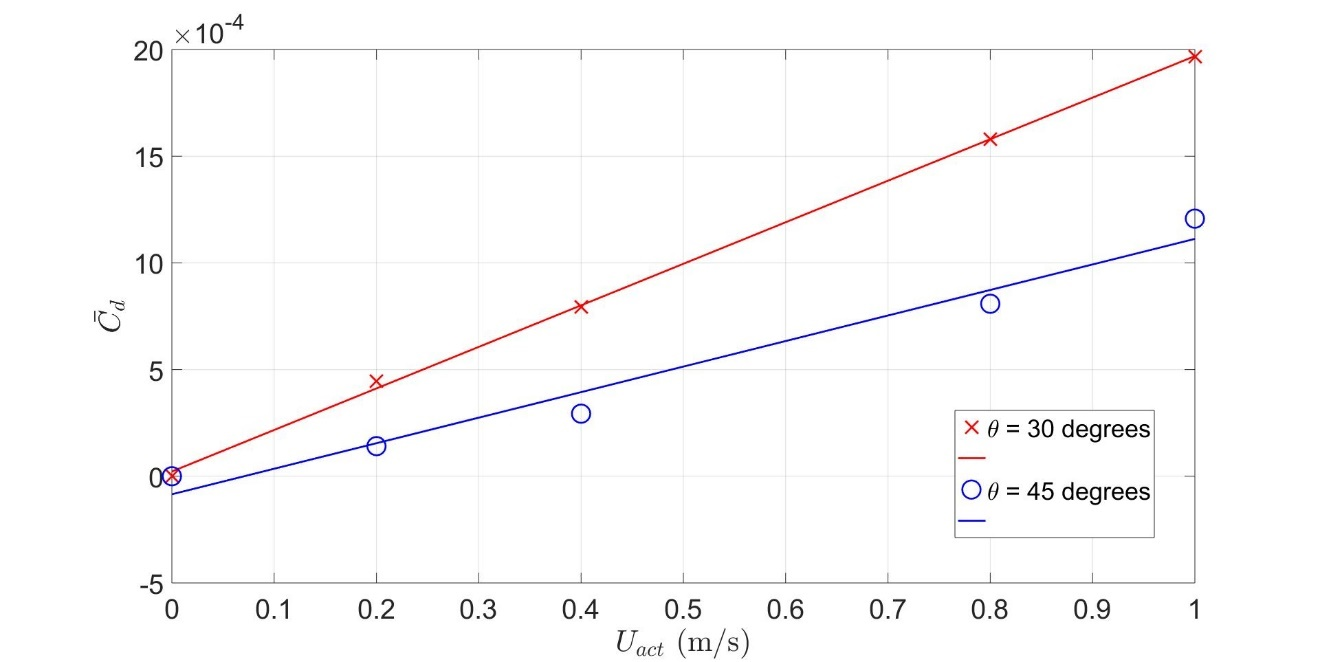 ×10⁻⁴
20
15
10
5
0
-5
C̄_d
0 0.1 0.2 0.3 0.4 0.5 0.6 0.7 0.8 0.9 1
U_act (m/s)
θ = 30 degrees
θ = 45 degrees